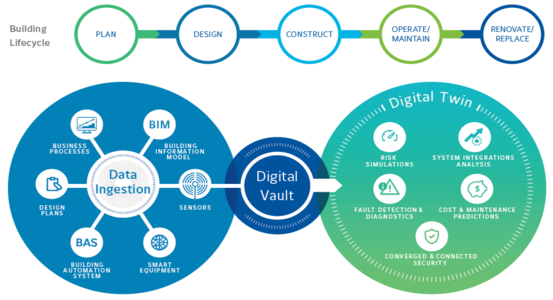 Building
Lifecycle
PLAN
DESIGN
CONSTRUCT
OPERATE/
MAINTAIN
RENOVATE/
REPLACE
BUSINESS
PROCESSES
BIM
BUILDING
INFORMATION
MODEL
Data
Ingestion
DESIGN
PLANS
SENSORS
BAS
BUILDING
AUTOMATION
SYSTEM
SMART
EQUIPMENT
Digital
Vault
Digital Twin
RISK
SIMULATIONS
SYSTEM INTEGRATIONS
ANALYSIS
FAULT DETECTION &
DIAGNOSTICS
COST & MAINTENANCE
PREDICTIONS
CONVERGED & CONNECTED
SECURITY